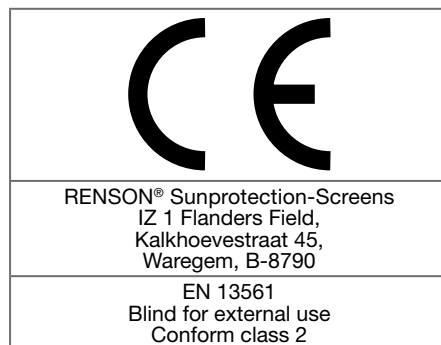 CE
RENSON® Sunprotection-Screens
IZ 1 Flanders Field,
Kalkhoevestraat 45,
Waregem, B-8790
EN 13561
Blind for external use
Conform class 2